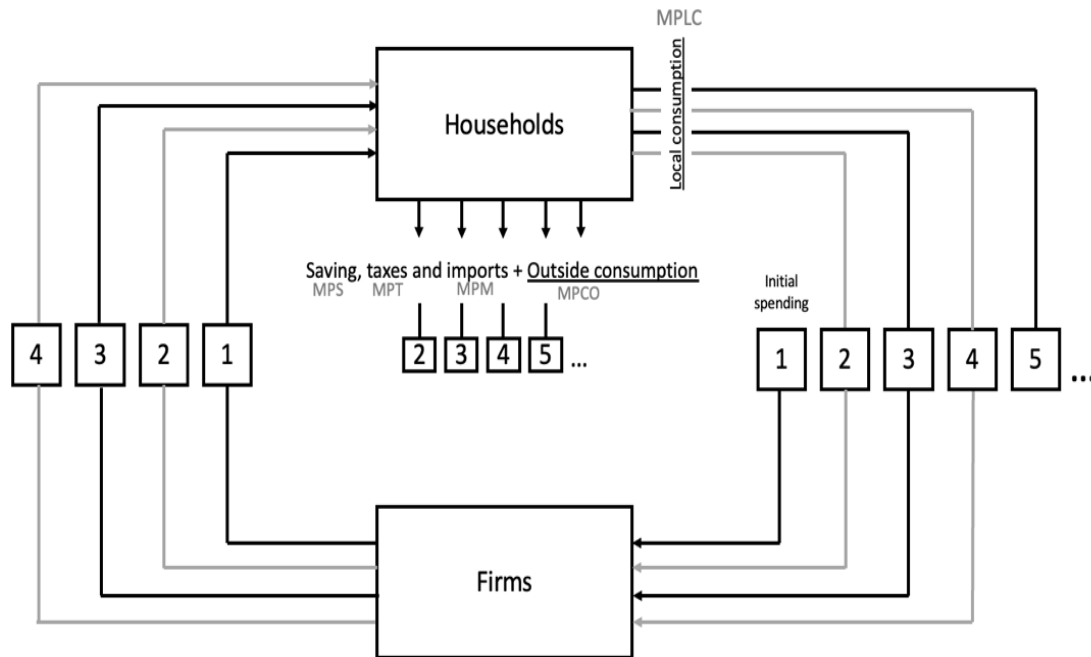 MPLC
Households
Local consumption
Saving, taxes and imports + Outside consumption
MPS MPT MPM MPCO
Initial
spending
4 3 2 1
2 3 4 5 ...
1 2 3 4 5 ...
Firms